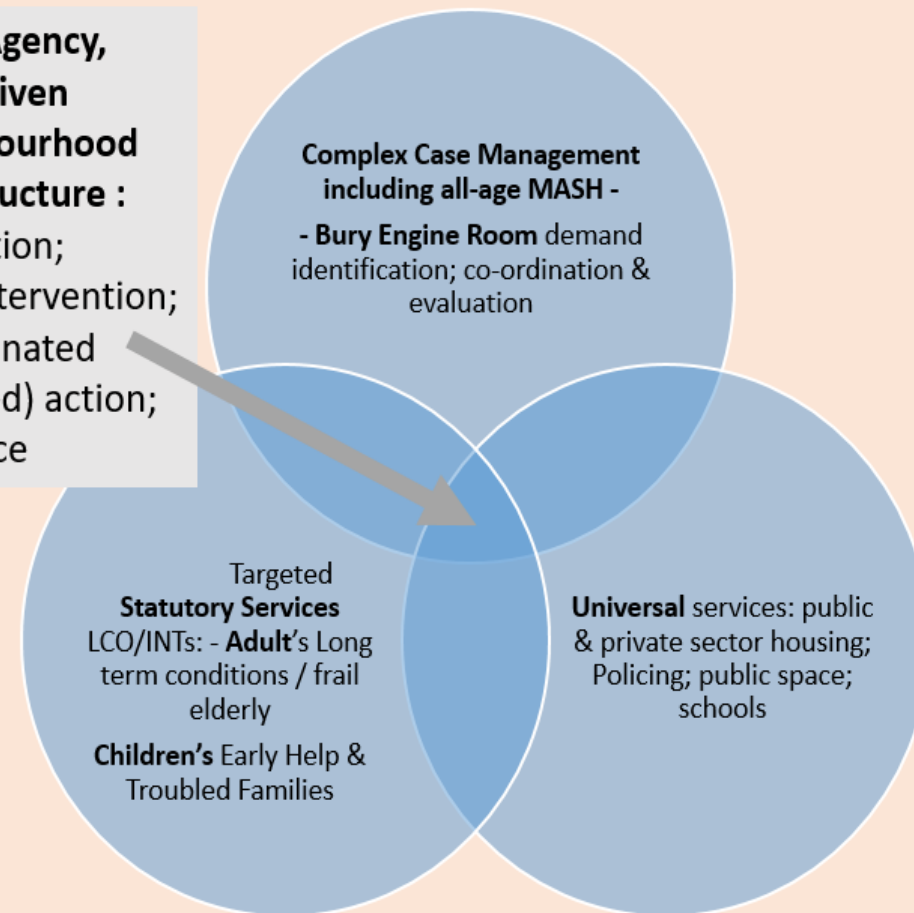 Agency,
iven
ourhood
ucture :
tion;
tervention;
nated
d) action;
ce
Complex Case Management
including all-age MASH -
- Bury Engine Room demand
identification; co-ordination &
evaluation
Targeted
Statutory Services
LCO/INTs: - Adult’s Long
term conditions / frail
elderly
Children’s Early Help &
Troubled Families
Universal services: public
& private sector housing;
Policing; public space;
schools